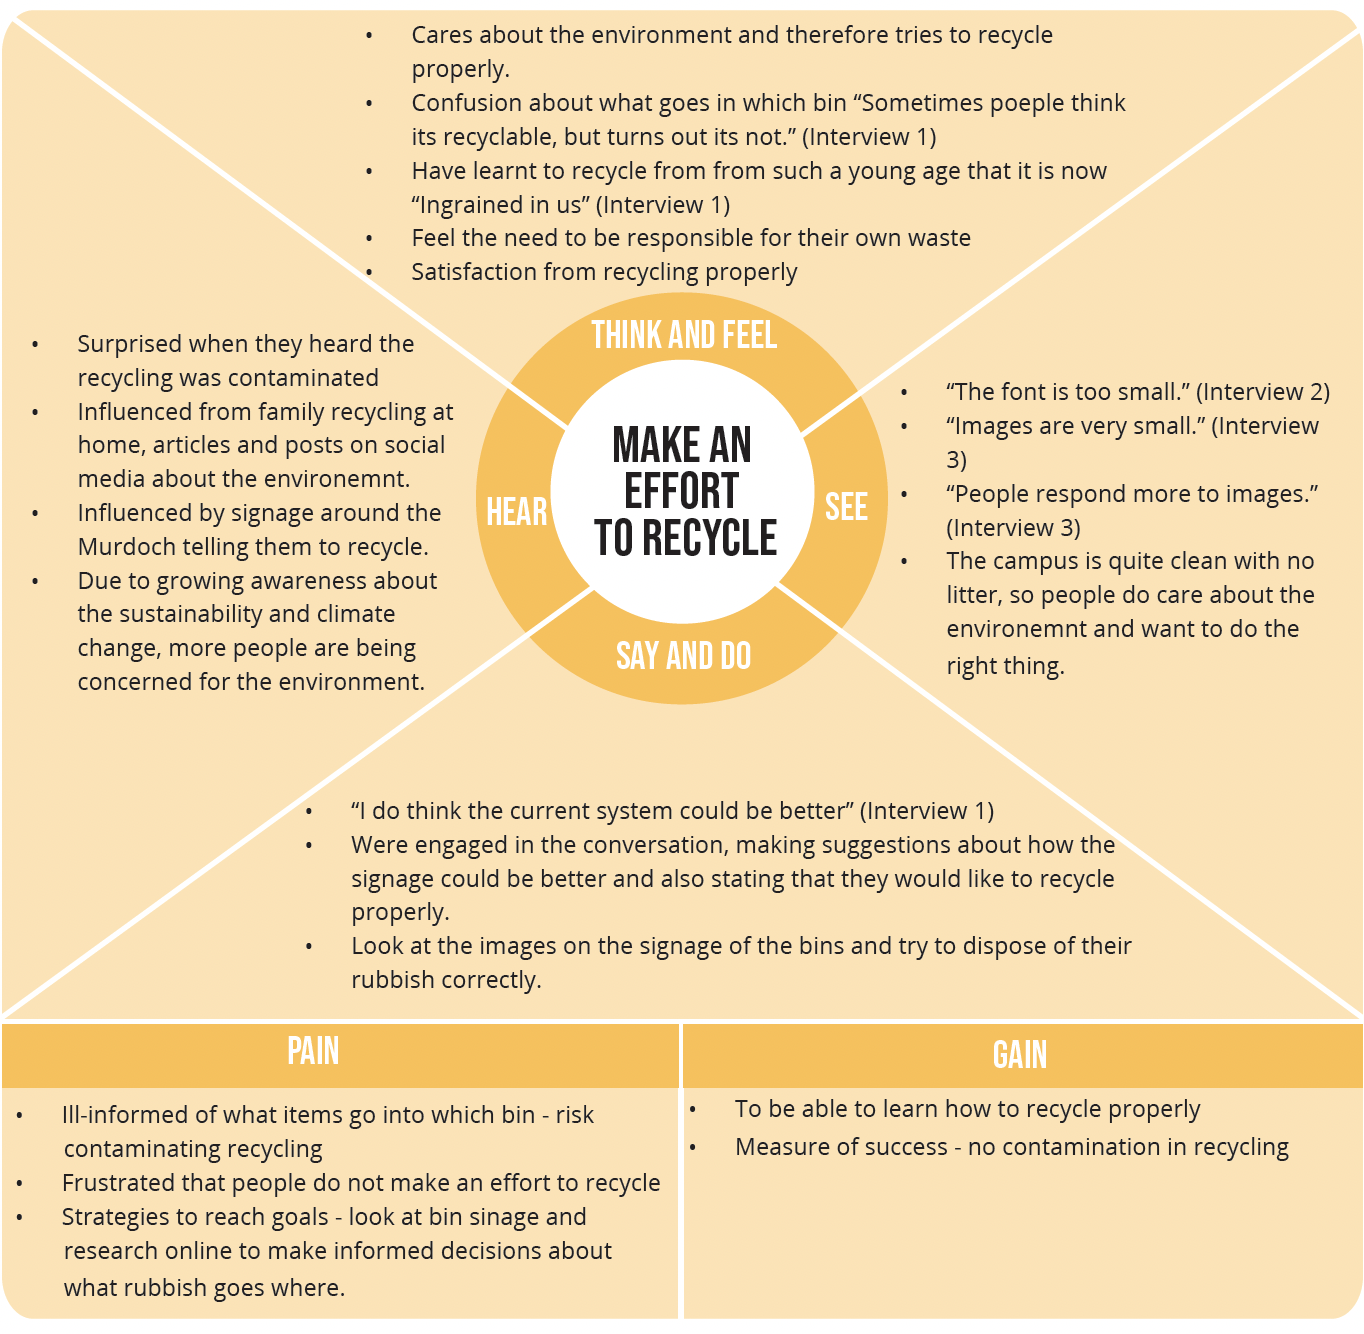 • Cares about the environment and therefore tries to recycle
properly.
• Confusion about what goes in which bin “Sometimes poeple think
its recyclable, but turns out its not.” (Interview 1)
• Have learnt to recycle from from such a young age that it is now
“Ingrained in us” (Interview 1)
• Feel the need to be responsible for their own waste
• Satisfaction from recycling properly
THINK AND FEEL
• Surprised when they heard the
recycling was contaminated
• Influenced from family recycling at
home, articles and posts on social
media about the environemnt.
• Influenced by signage around the
Murdoch telling them to recycle.
• Due to growing awareness about
the sustainability and climate
change, more people are being
concerned for the environment.
HEAR
MAKE AN
EFFORT
TO RECYCLE
SEE
• “The font is too small.” (Interview 2)
• “Images are very small.” (Interview
3)
• “People respond more to images.”
(Interview 3)
• The campus is quite clean with no
litter, so people do care about the
environemnt and want to do the
right thing.
SAY AND DO
• “I do think the current system could be better” (Interview 1)
• Were engaged in the conversation, making suggestions about how the
signage could be better and also stating that they would like to recycle
properly.
• Look at the images on the signage of the bins and try to dispose of their
rubbish correctly.
PAIN
• Ill-informed of what items go into which bin - risk
contaminating recycling
• Frustrated that people do not make an effort to recycle
• Strategies to reach goals - look at bin sinage and
research online to make informed decisions about
what rubbish goes where.
GAIN
• To be able to learn how to recycle properly
• Measure of success - no contamination in recycling